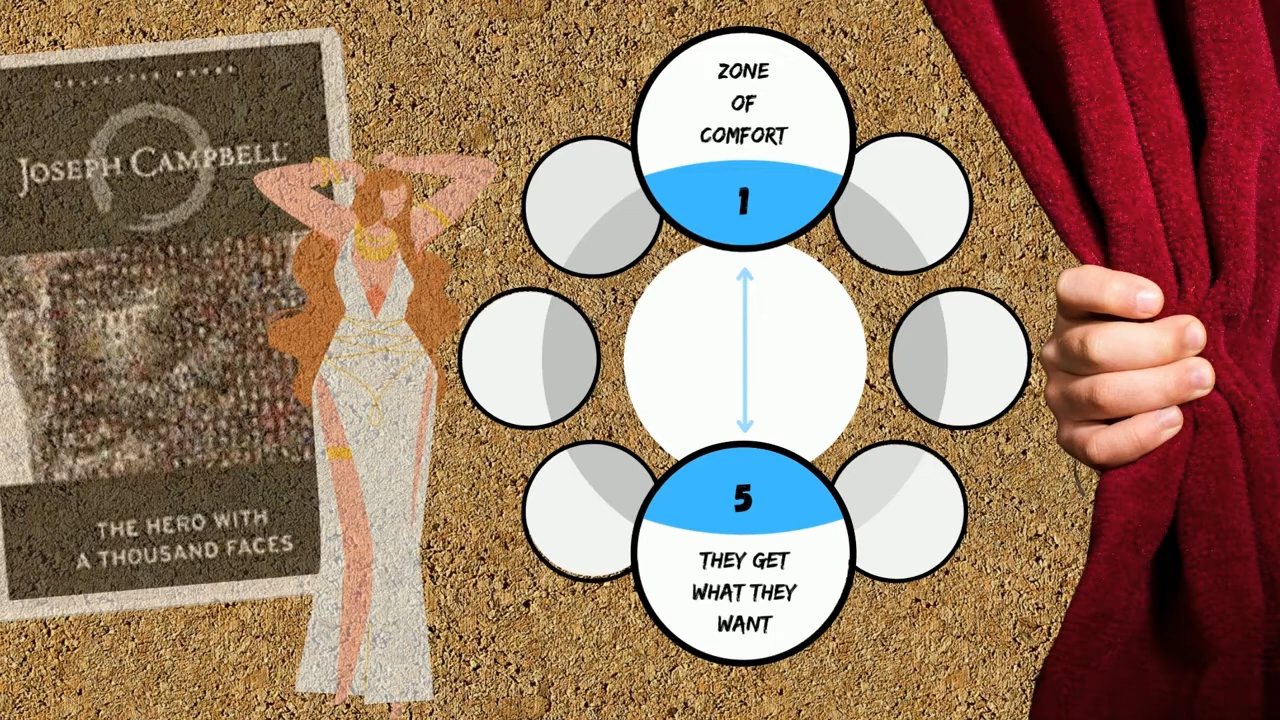 JOSEPH CAMPBELL
THE HERO WITH
A THOUSAND FACES
ZONE
OF
COMFORT
1
5
THEY GET
WHAT THEY
WANT